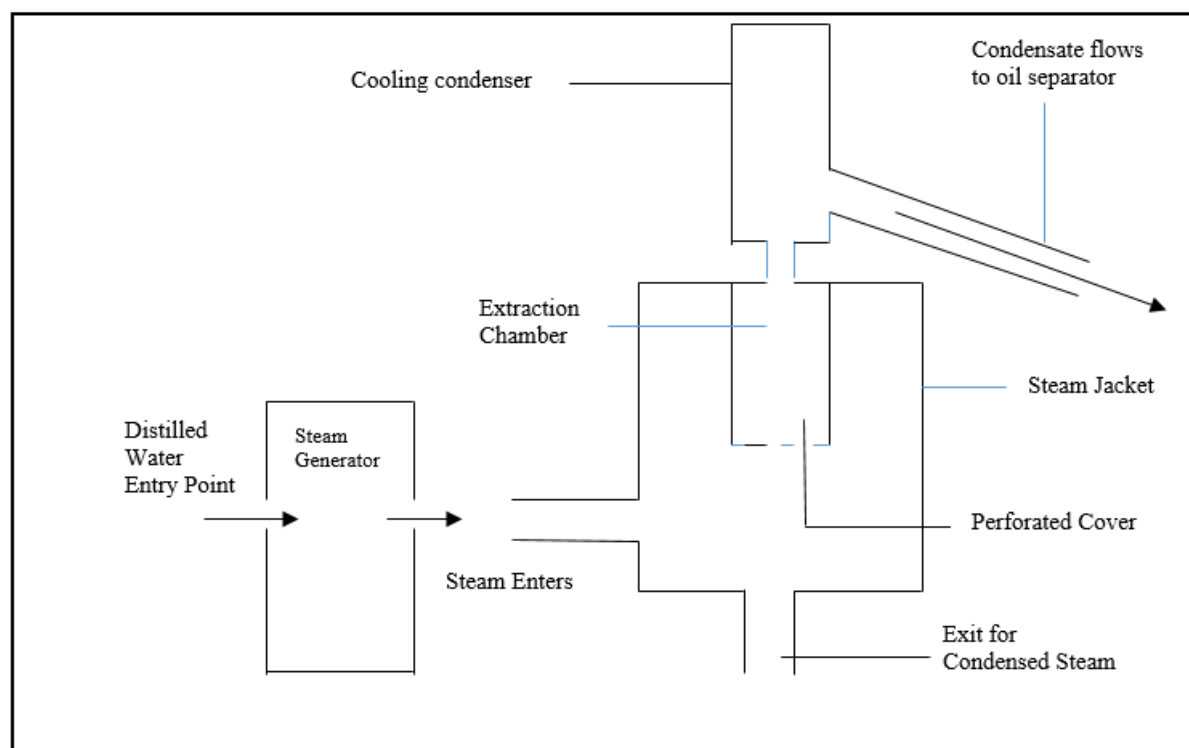 Cooling condenser
Condensate flows
to oil separator
Extraction
Chamber
Steam Jacket
Distilled
Water
Entry Point
Steam
Generator
Perforated Cover
Steam Enters
Exit for
Condensed Steam